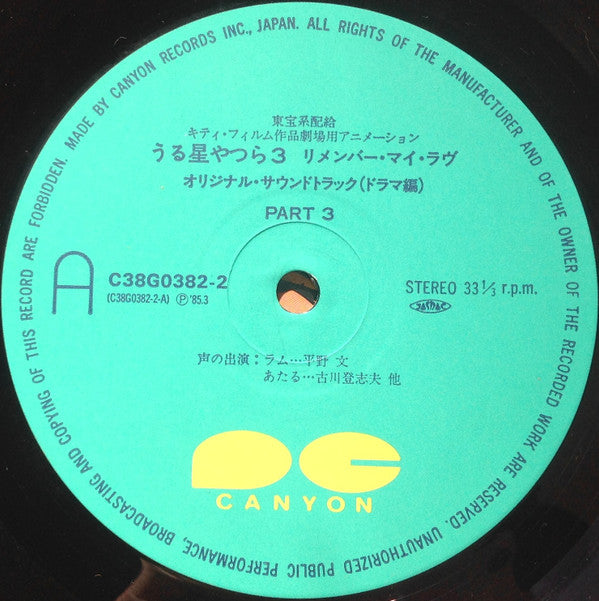 MADE BY CANYON RECORDS INC., JAPAN. ALL RIGHTS OF THE MANUFACTURER AND OF THE OWNER OF THE RECORDED WORK ARE RESERVED. UNAUTHORIZED PUBLIC PERFORMANCE, BROADCASTING AND COPYING OF THIS RECORD ARE FORBIDDEN.
東宝系配給
キティ・フィルム作品劇場用アニメーション
うる星やつら3 リメンバー・マイ・ラヴ
オリジナル・サウンドトラック(ドラマ編)
PART 3
A
C38G0382-2
(C38G0382-2-A) Ⓟ'85.3
STEREO 33 1/3 r.p.m.
声の出演:ラム…平野 文
あたる…古川登志夫 他
CANYON